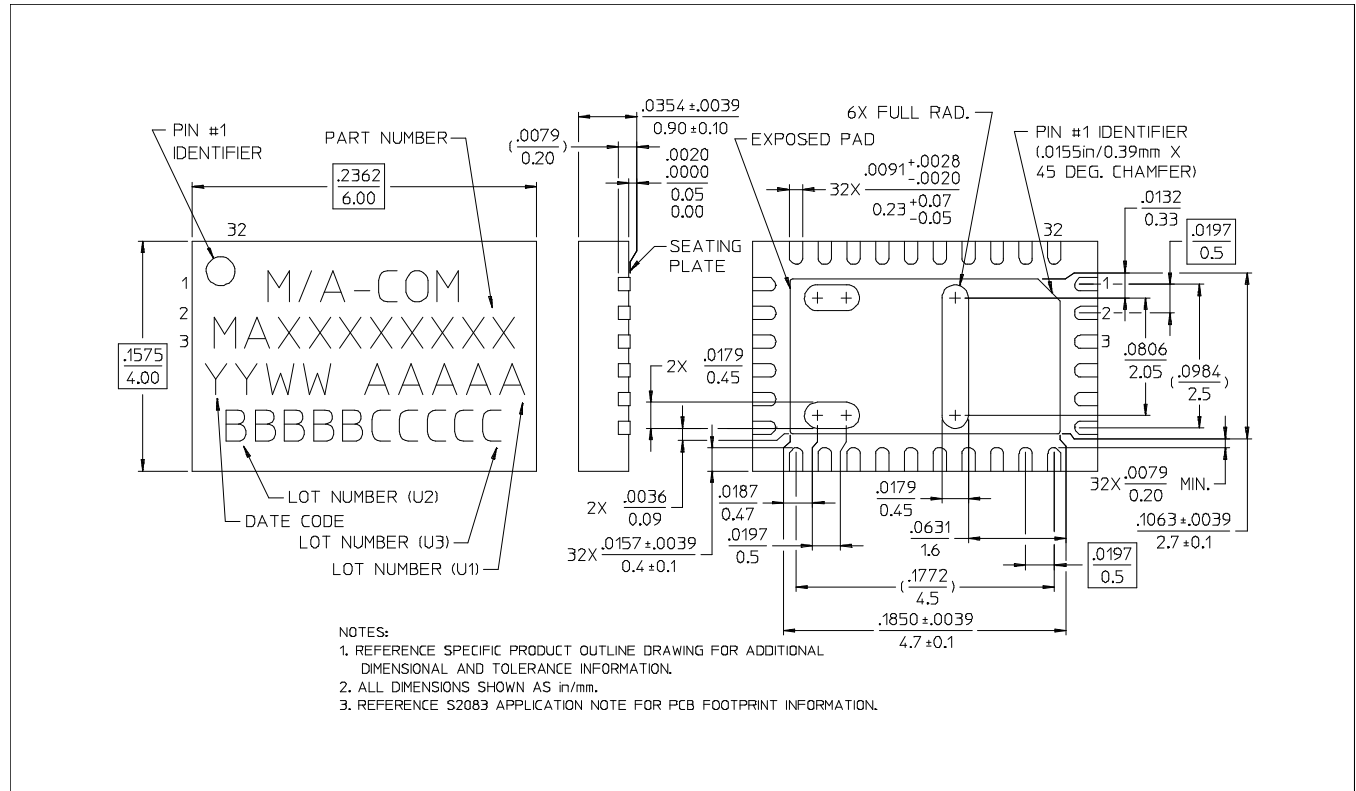 PIN #1
IDENTIFIER
PART NUMBER
.2362
6.00
32
1
2
3
.1575
4.00
M/A-COM
MAXXXXXXXXX
YYWW AAAAA
BBBBBCCCCC
LOT NUMBER (U2)
DATE CODE
LOT NUMBER (U3)
LOT NUMBER (U1)
.0354 ±.0039
0.90 ±0.10
(.0079)
0.20
.0020
.0000
0.05
0.00
SEATING
PLATE
EXPOSED PAD
6X FULL RAD.
32X .0091 +.0028 -.0020
0.23 +0.07 -0.05
PIN #1 IDENTIFIER
(.0155in/0.39mm X
45 DEG. CHAMFER)
.0132
0.33
.0197
0.5
32
1
2
3
2X .0179
0.45
.0806
2.05
(.0984)
2.5
2X .0036
0.09
32X .0157 ±.0039
0.4 ±0.1
.0187
0.47
.0197
0.5
.0179
0.45
.0631
1.6
32X .0079 MIN.
0.20
.1063 ±.0039
2.7 ±0.1
.0197
0.5
(.1772)
4.5
.1850 ±.0039
4.7 ±0.1
NOTES:
1. REFERENCE SPECIFIC PRODUCT OUTLINE DRAWING FOR ADDITIONAL
DIMENSIONAL AND TOLERANCE INFORMATION.
2. ALL DIMENSIONS SHOWN AS in/mm.
3. REFERENCE S2083 APPLICATION NOTE FOR PCB FOOTPRINT INFORMATION.